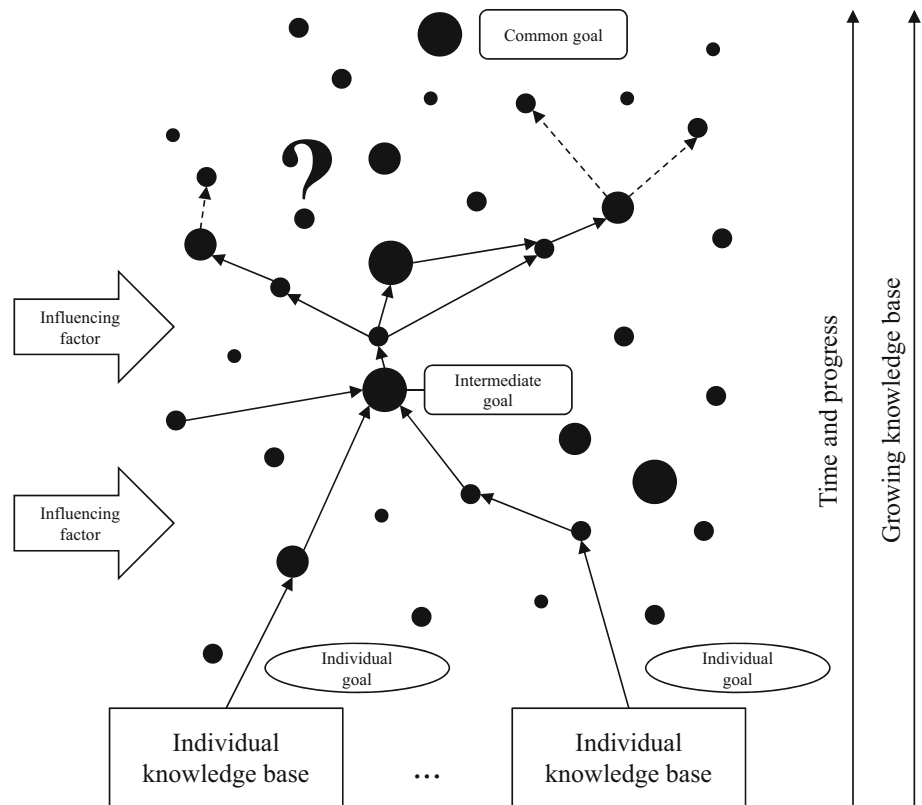 Common goal
?
Influencing
factor
Intermediate
goal
Influencing
factor
Individual
goal
Individual
goal
Individual
knowledge base
...
Individual
knowledge base
Time and progress
Growing knowledge base